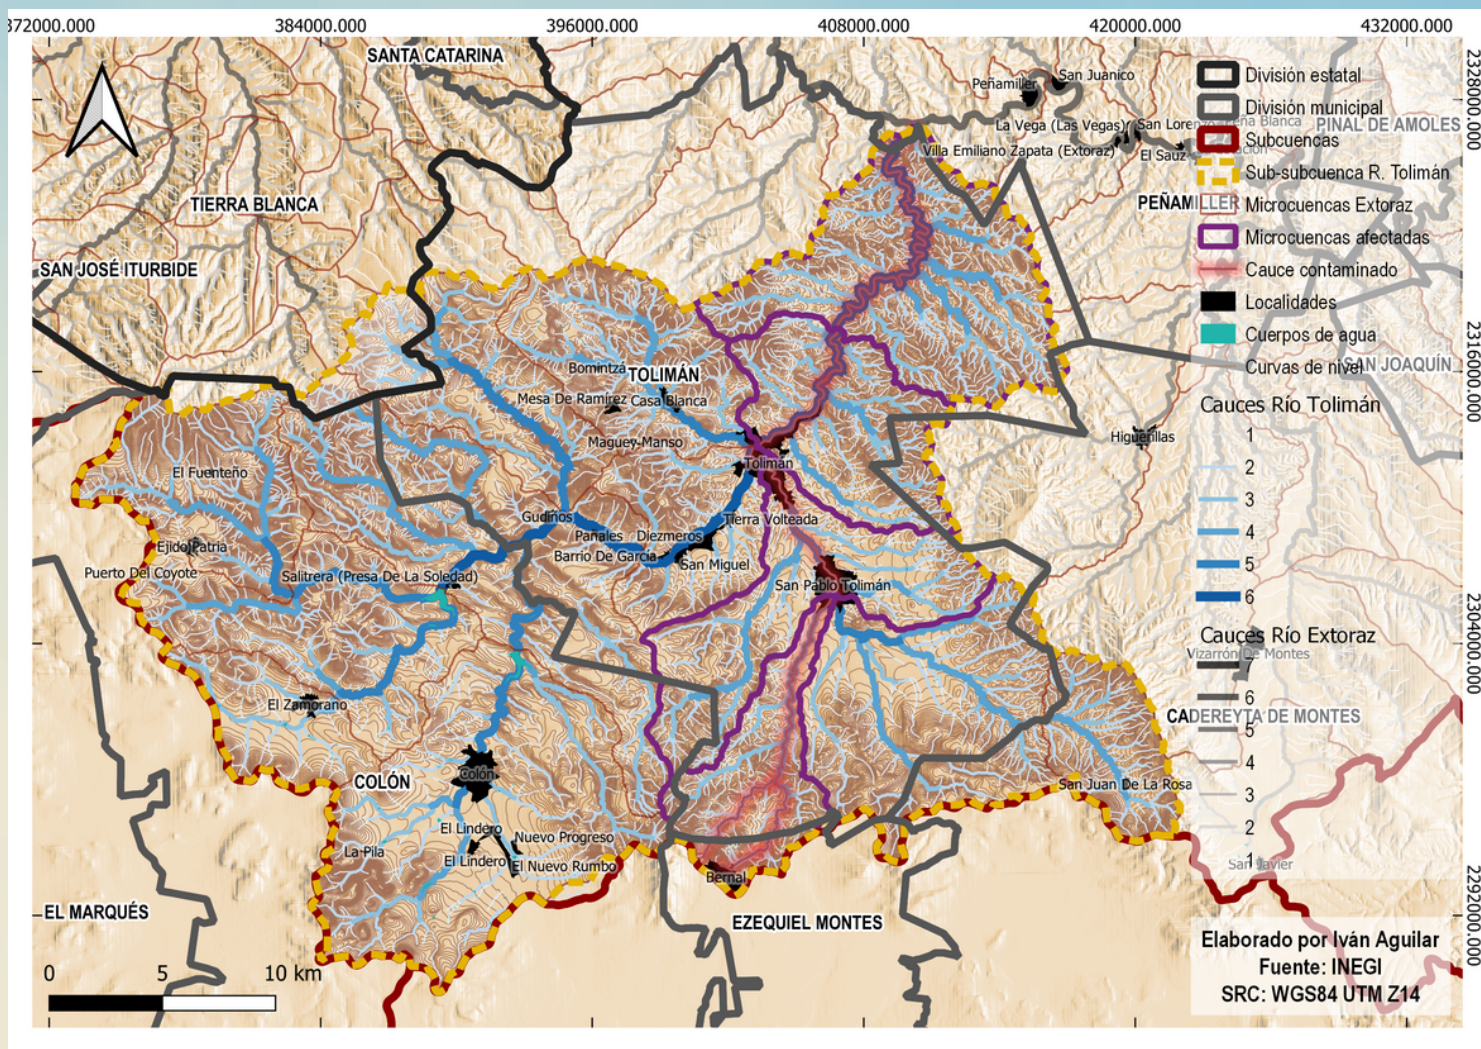 372000.000
384000.000
396000.000
408000.000
420000.000
432000.000
2328000.000
2316000.000
2304000.000
2292000.000
SANTA CATARINA
TIERRA BLANCA
SAN JOSÉ ITURBIDE
Peñamiller
San Juanico
La Vega (Las Vegas)
San Lorenzo
Peña Blanca
Villa Emiliano Zapata (Extoraz)
El Sauz
PINAL DE AMOLES
PEÑAMILLER
SAN JOAQUÍN
Bomintzá
TOLIMÁN
Mesa De Ramírez
Casa Blanca
Maguey Manso
Higuerillas
Tolimán
El Fuenteño
Gudiños
Tierra Volteada
Panales
Diezmeros
Ejido Patria
Barrio De García
San Miguel
Puerto Del Coyote
Salitrera (Presa De La Soledad)
San Pablo Tolimán
Vizarrón De Montes
El Zamorano
CADEREYTA DE MONTES
COLÓN
Colón
San Juan De La Rosa
El Lindero
Nuevo Progreso
La Pila
El Lindero
El Nuevo Rumbo
Bernal
San Javier
EL MARQUÉS
EZEQUIEL MONTES
División estatal
División municipal
Subcuencas
Sub-subcuenca R. Tolimán
Microcuencas Extoraz
Microcuencas afectadas
Cauce contaminado
Localidades
Cuerpos de agua
Curvas de nivel
Cauces Río Tolimán
1
2
3
4
5
6
Cauces Río Extoraz
7
6
5
4
3
2
1
0 5 10 km
Elaborado por Iván Aguilar
Fuente: INEGI
SRC: WGS84 UTM Z14